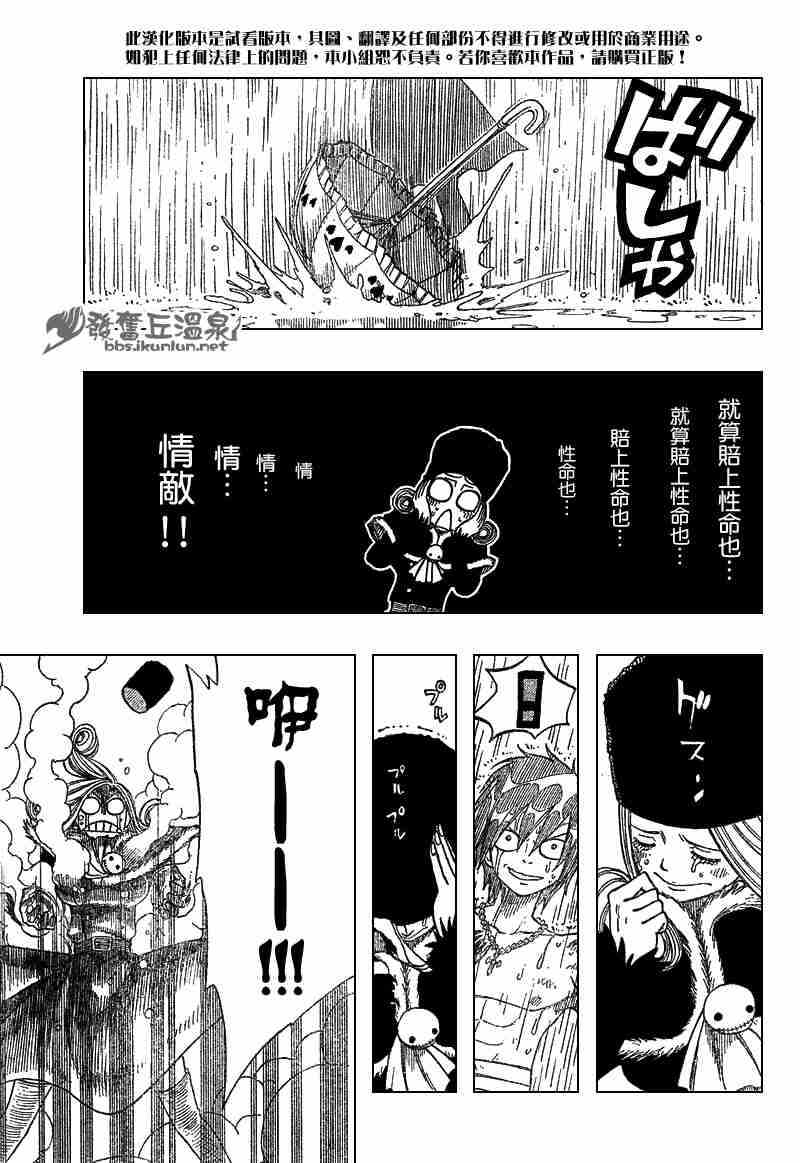 此漢化版本是試看版本，其圖、翻譯及任何部份不得進行修改或用於商業用途。
如犯上任何法律上的問題，本小組恕不負責。若你喜歡本作品，請購買正版！
ばしゃ
發奮丘溫泉
bbs.ikunlun.net
就算賠上性命也…
就算賠上性命也…
賠上性命也…
性命也…
情
情…
情…
情敵!!
グスン
!
プル
プルプル
咿ーー!!!